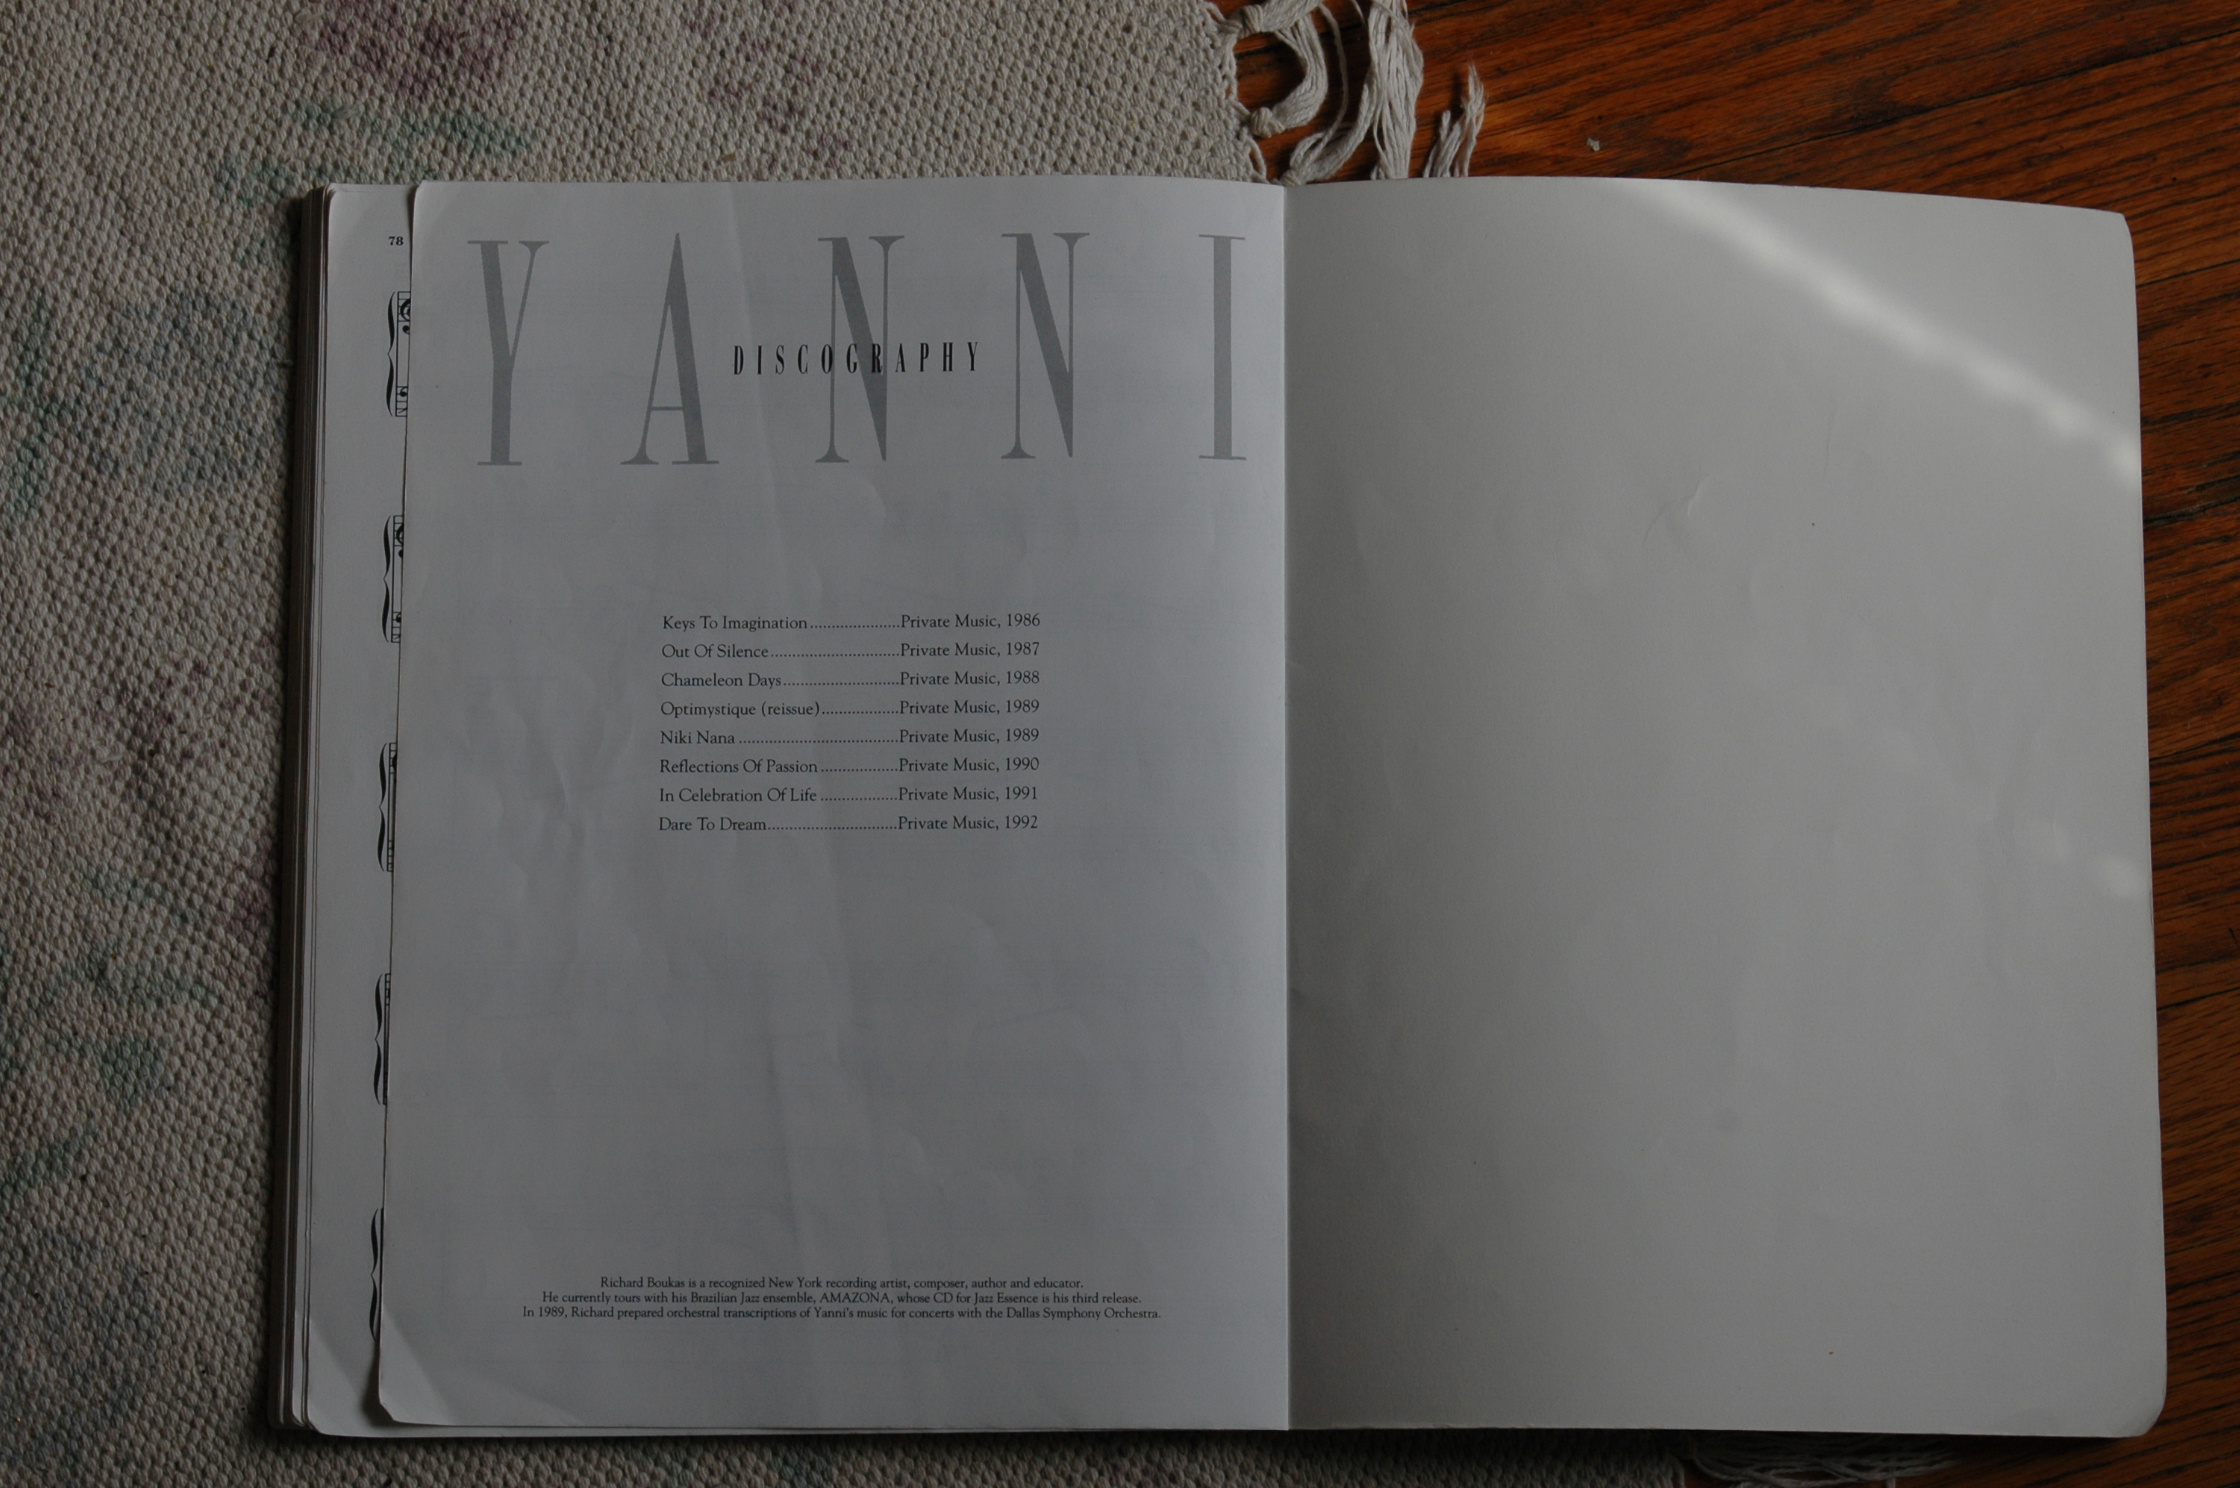 78
YANNI
DISCOGRAPHY
Keys To Imagination.....................Private Music, 1986
Out Of Silence..............................Private Music, 1987
Chameleon Days...........................Private Music, 1988
Optimystique (reissue)..................Private Music, 1989
Niki Nana .....................................Private Music, 1989
Reflections Of Passion ..................Private Music, 1990
In Celebration Of Life ..................Private Music, 1991
Dare To Dream..............................Private Music, 1992
Richard Boukas is a recognized New York recording artist, composer, author and educator.
He currently tours with his Brazilian Jazz ensemble, AMAZONA, whose CD for Jazz Essence is his third release.
In 1989, Richard prepared orchestral transcriptions of Yanni's music for concerts with the Dallas Symphony Orchestra.